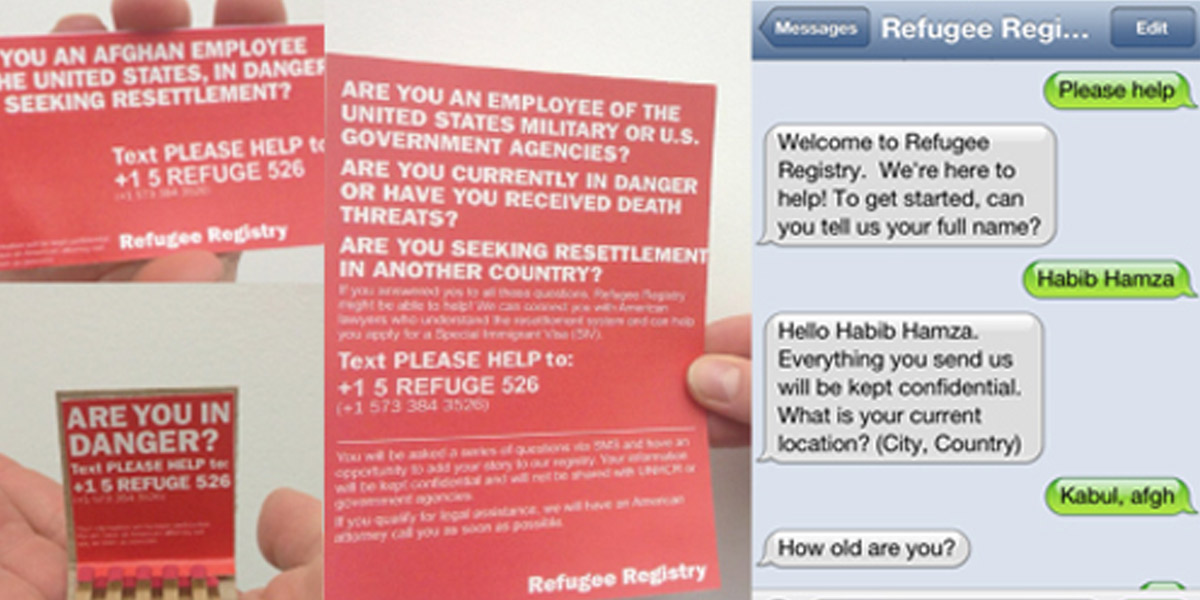 YOU AN AFGHAN EMPLOYEE
HE UNITED STATES, IN DANGER
SEEKING RESETTLEMENT?
Text PLEASE HELP to
+1 5 REFUGE 526
(+1 573 384 3526)
Refugee Registry
ARE YOU IN
DANGER?
Text PLEASE HELP to:
+1 5 REFUGE 526
(+1 573 384 3526)
ARE YOU AN EMPLOYEE OF THE
UNITED STATES MILITARY OR U.S.
GOVERNMENT AGENCIES?
ARE YOU CURRENTLY IN DANGER
OR HAVE YOU RECEIVED DEATH
THREATS?
ARE YOU SEEKING RESETTLEMENT
IN ANOTHER COUNTRY?
If you answered yes to all these questions, Refugee Registry
might be able to help! We can connect you with American
lawyers who understand the resettlement system and can help
you apply for a Special Immigrant Visa (SIV).
Text PLEASE HELP to:
+1 5 REFUGE 526
(+1 573 384 3526)
You will be asked a series of questions via SMS and have an
opportunity to add your story to our registry. Your information
will be kept confidential and will not be shared with UNHCR or
government agencies.
If you qualify for legal assistance, we will have an American
attorney call you as soon as possible.
Refugee Registry
Messages
Refugee Regi...
Edit
Please help
Welcome to Refugee
Registry. We're here to
help! To get started, can
you tell us your full name?
Habib Hamza
Hello Habib Hamza.
Everything you send us
will be kept confidential.
What is your current
location? (City, Country)
Kabul, afgh
How old are you?